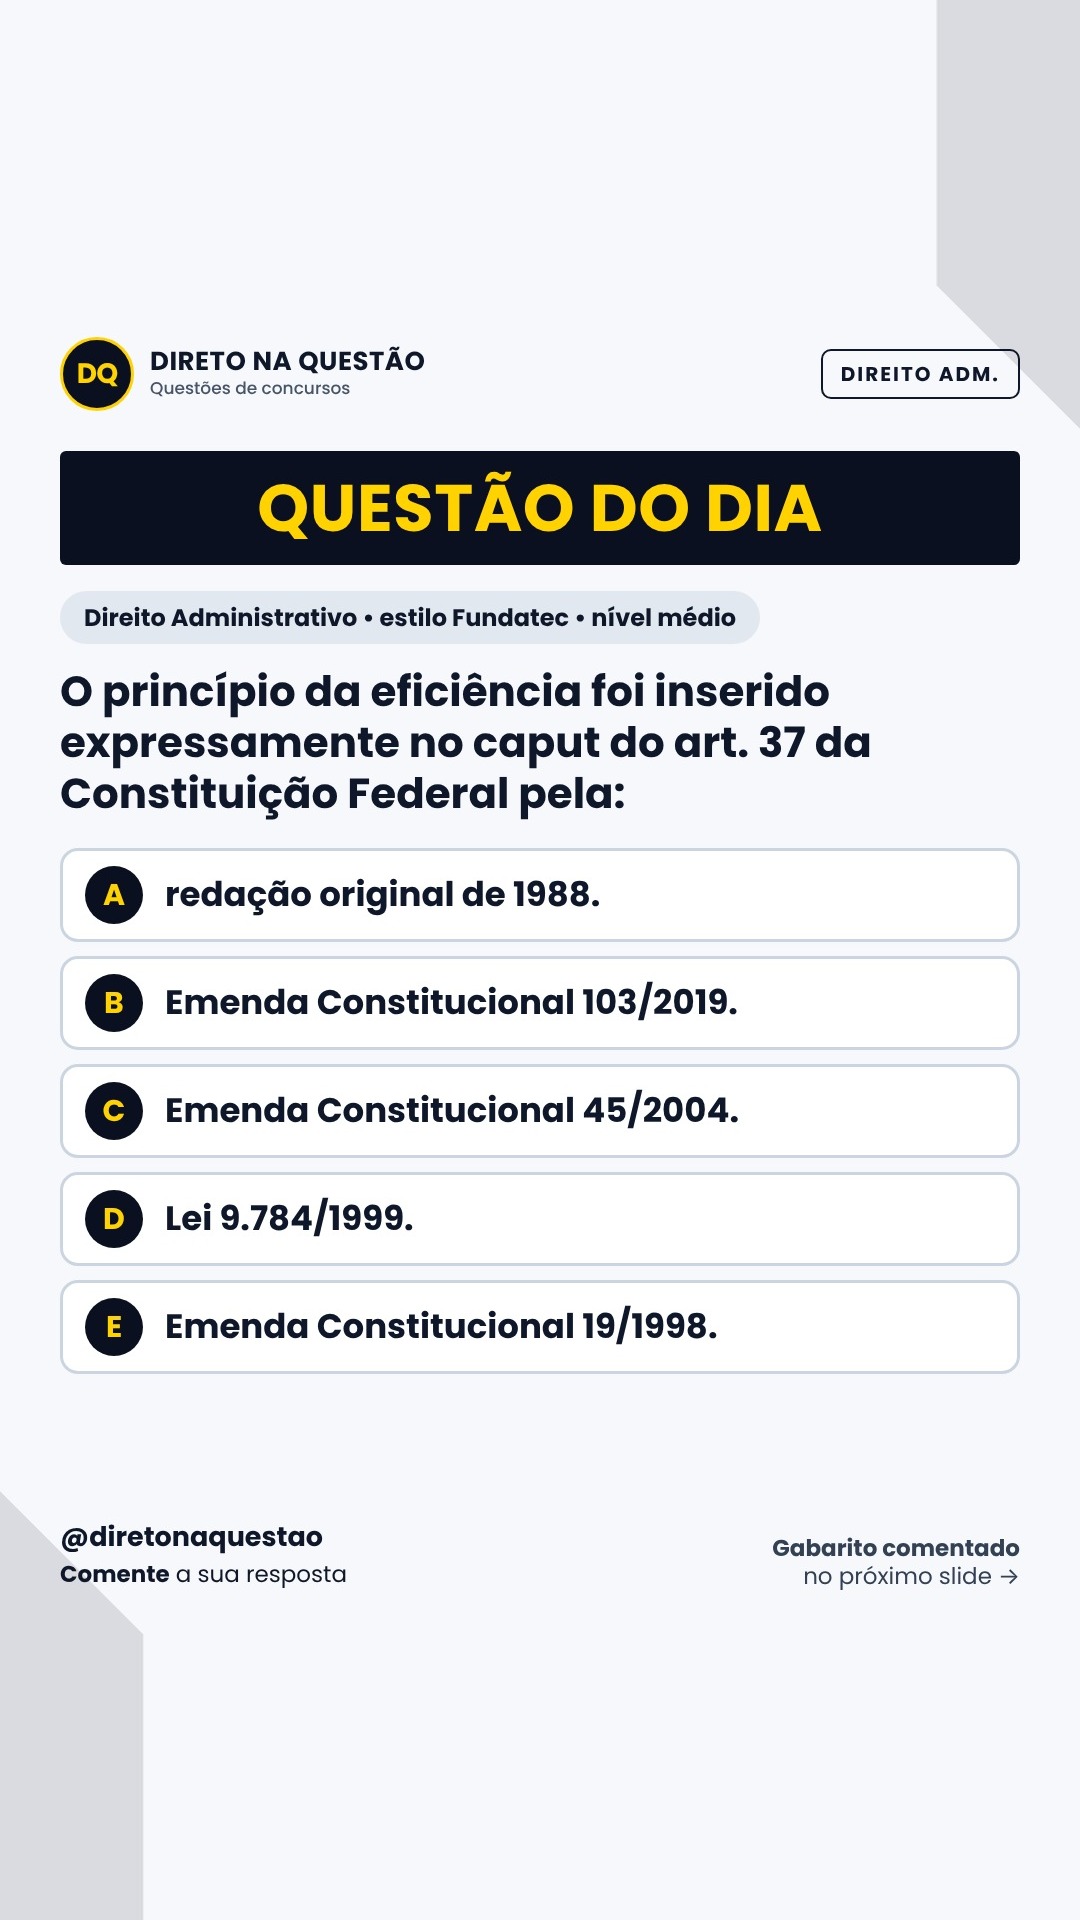 DQ
DIRETO NA QUESTÃO
Questões de concursos
DIREITO ADM.
QUESTÃO DO DIA
Direito Administrativo • estilo Fundatec • nível médio
O princípio da eficiência foi inserido
expressamente no caput do art. 37 da
Constituição Federal pela:
A redação original de 1988.
B Emenda Constitucional 103/2019.
C Emenda Constitucional 45/2004.
D Lei 9.784/1999.
E Emenda Constitucional 19/1998.
@diretonaquestao
Comente a sua resposta
Gabarito comentado
no próximo slide →